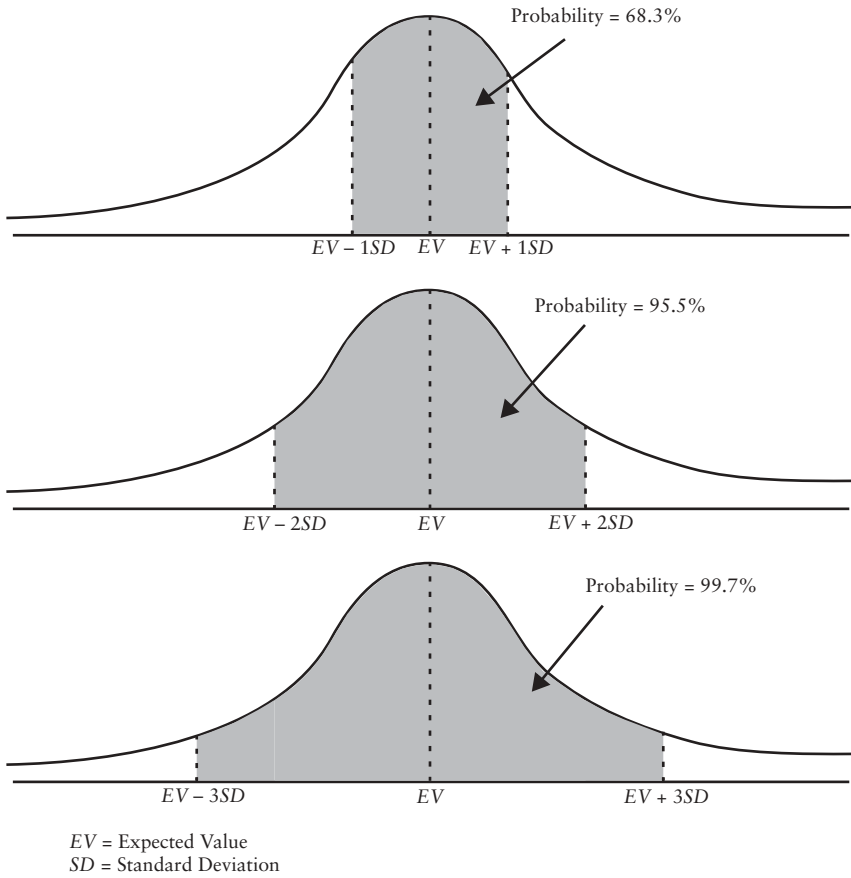 Probability = 68.3%
EV – 1SD EV EV + 1SD
Probability = 95.5%
EV – 2SD EV EV + 2SD
Probability = 99.7%
EV – 3SD EV EV + 3SD
EV = Expected Value
SD = Standard Deviation